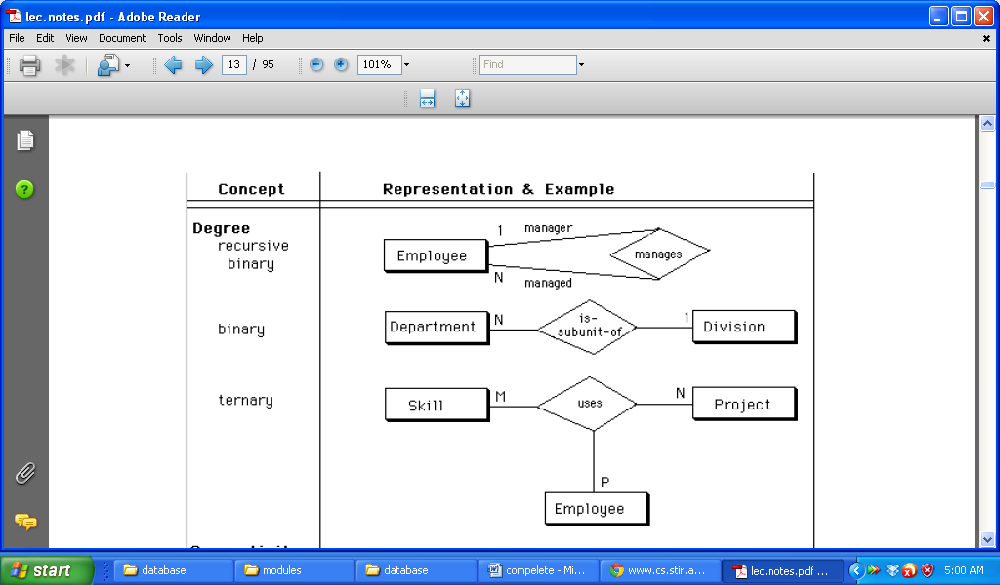 lec.notes.pdf - Adobe Reader
File Edit View Document Tools Window Help
13 / 95 101% Find
Concept Representation & Example
Degree
recursive
binary
1 manager
Employee manages
N managed
binary
Department N is-subunit-of 1 Division
ternary
Skill M uses N Project
P
Employee
start database modules database compelete - Mi... www.cs.stir.a... lec.notes.pdf ... 5:00 AM